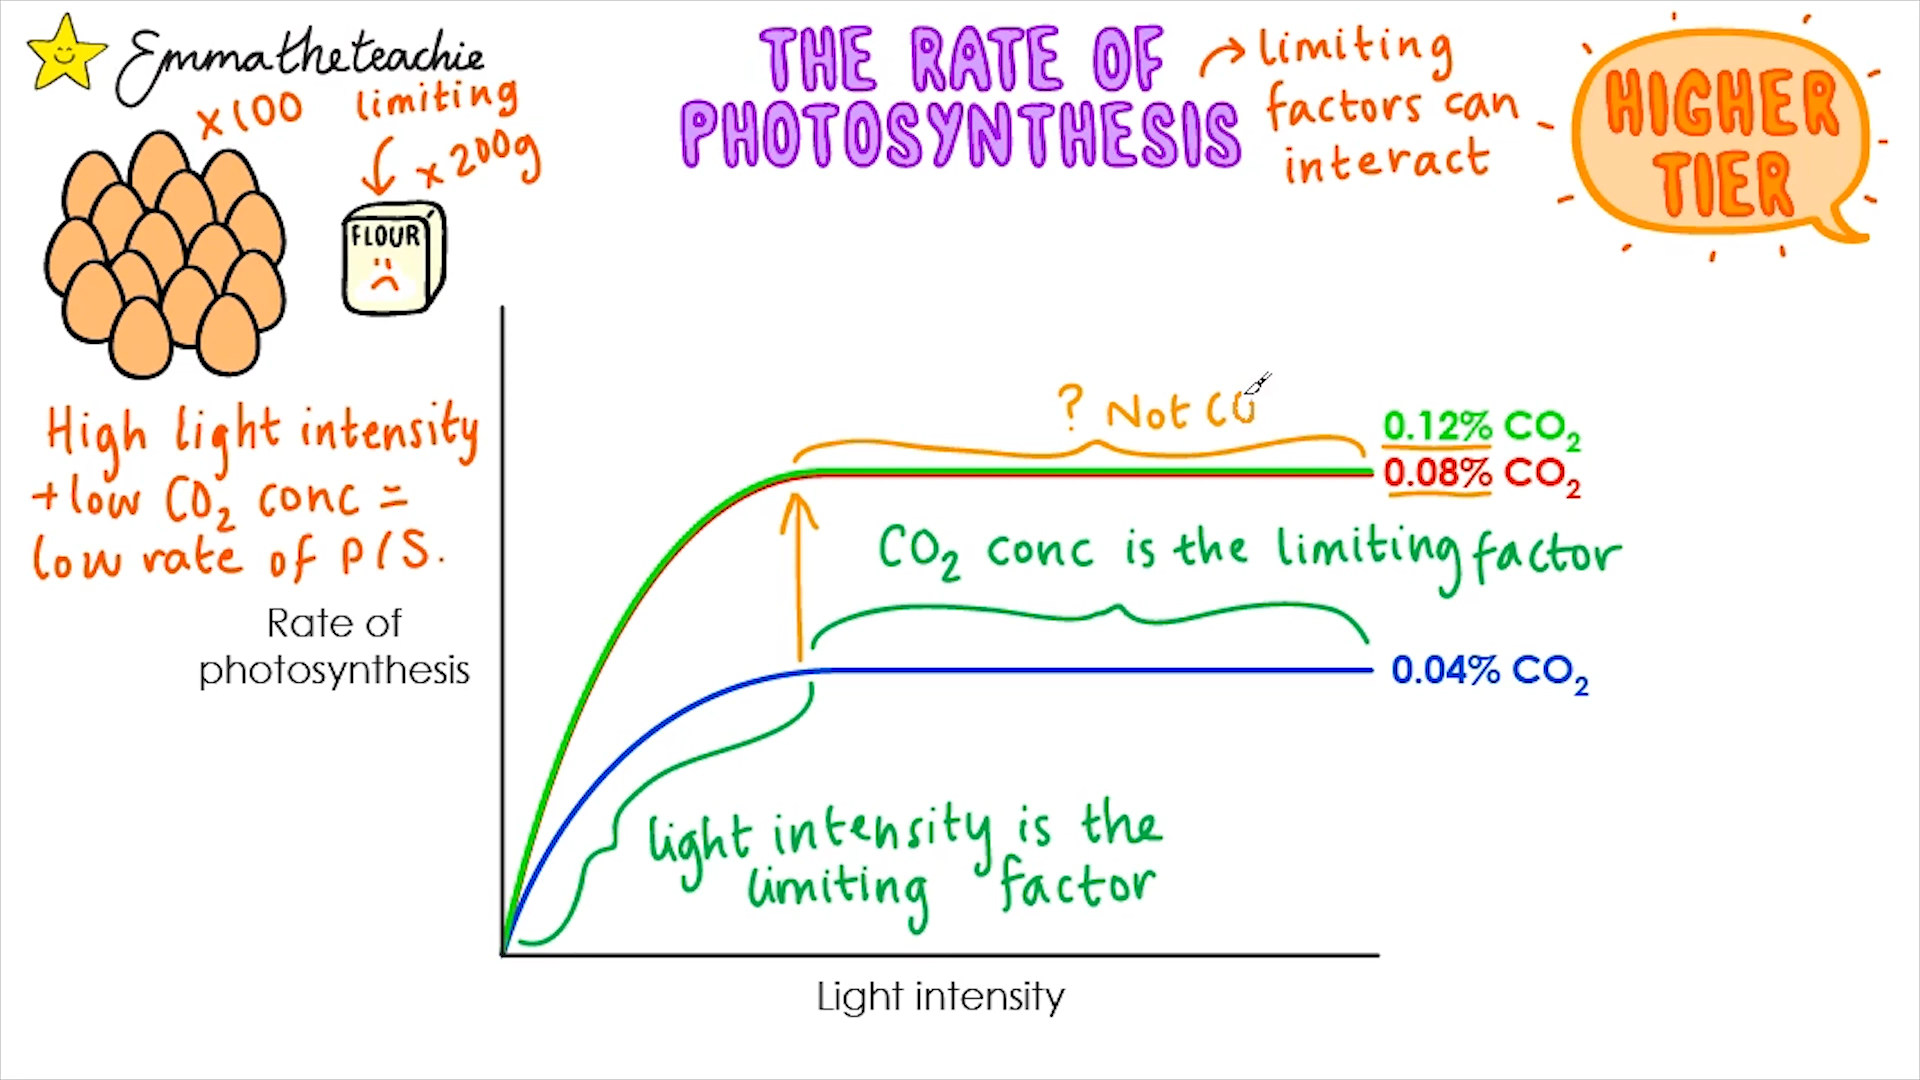 Emmatheteachie
THE RATE OF
PHOTOSYNTHESIS
limiting
factors can
interact
HIGHER
TIER
x100
limiting
x200g
FLOUR
High light intensity
+low CO₂ conc =
low rate of P/S.
Rate of
photosynthesis
? Not CO
0.12% CO₂
0.08% CO₂
CO₂ conc is the limiting factor
0.04% CO₂
light intensity is the
limiting factor
Light intensity